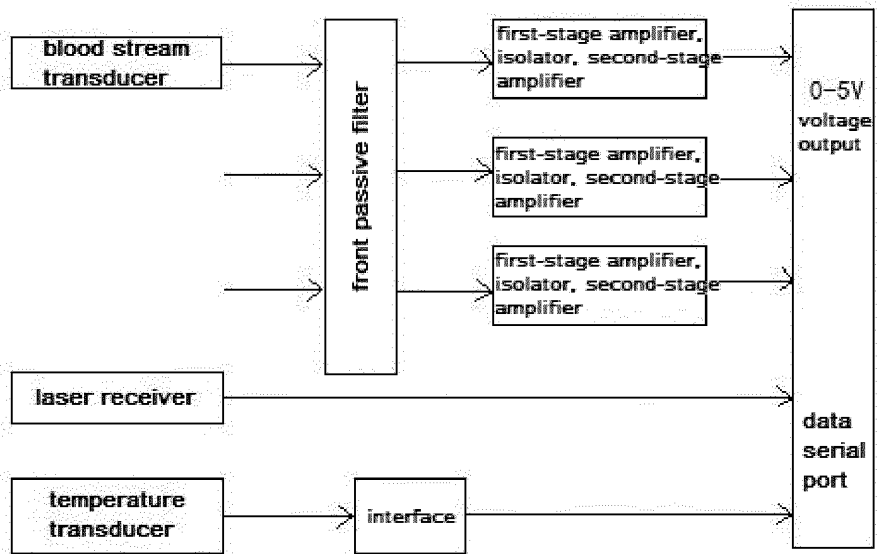 blood stream
transducer
front passive filter
first-stage amplifier,
isolator, second-stage
amplifier
first-stage amplifier,
isolator, second-stage
amplifier
first-stage amplifier,
isolator, second-stage
amplifier
0-5V
voltage
output
laser receiver
data
serial
port
temperature
transducer
interface